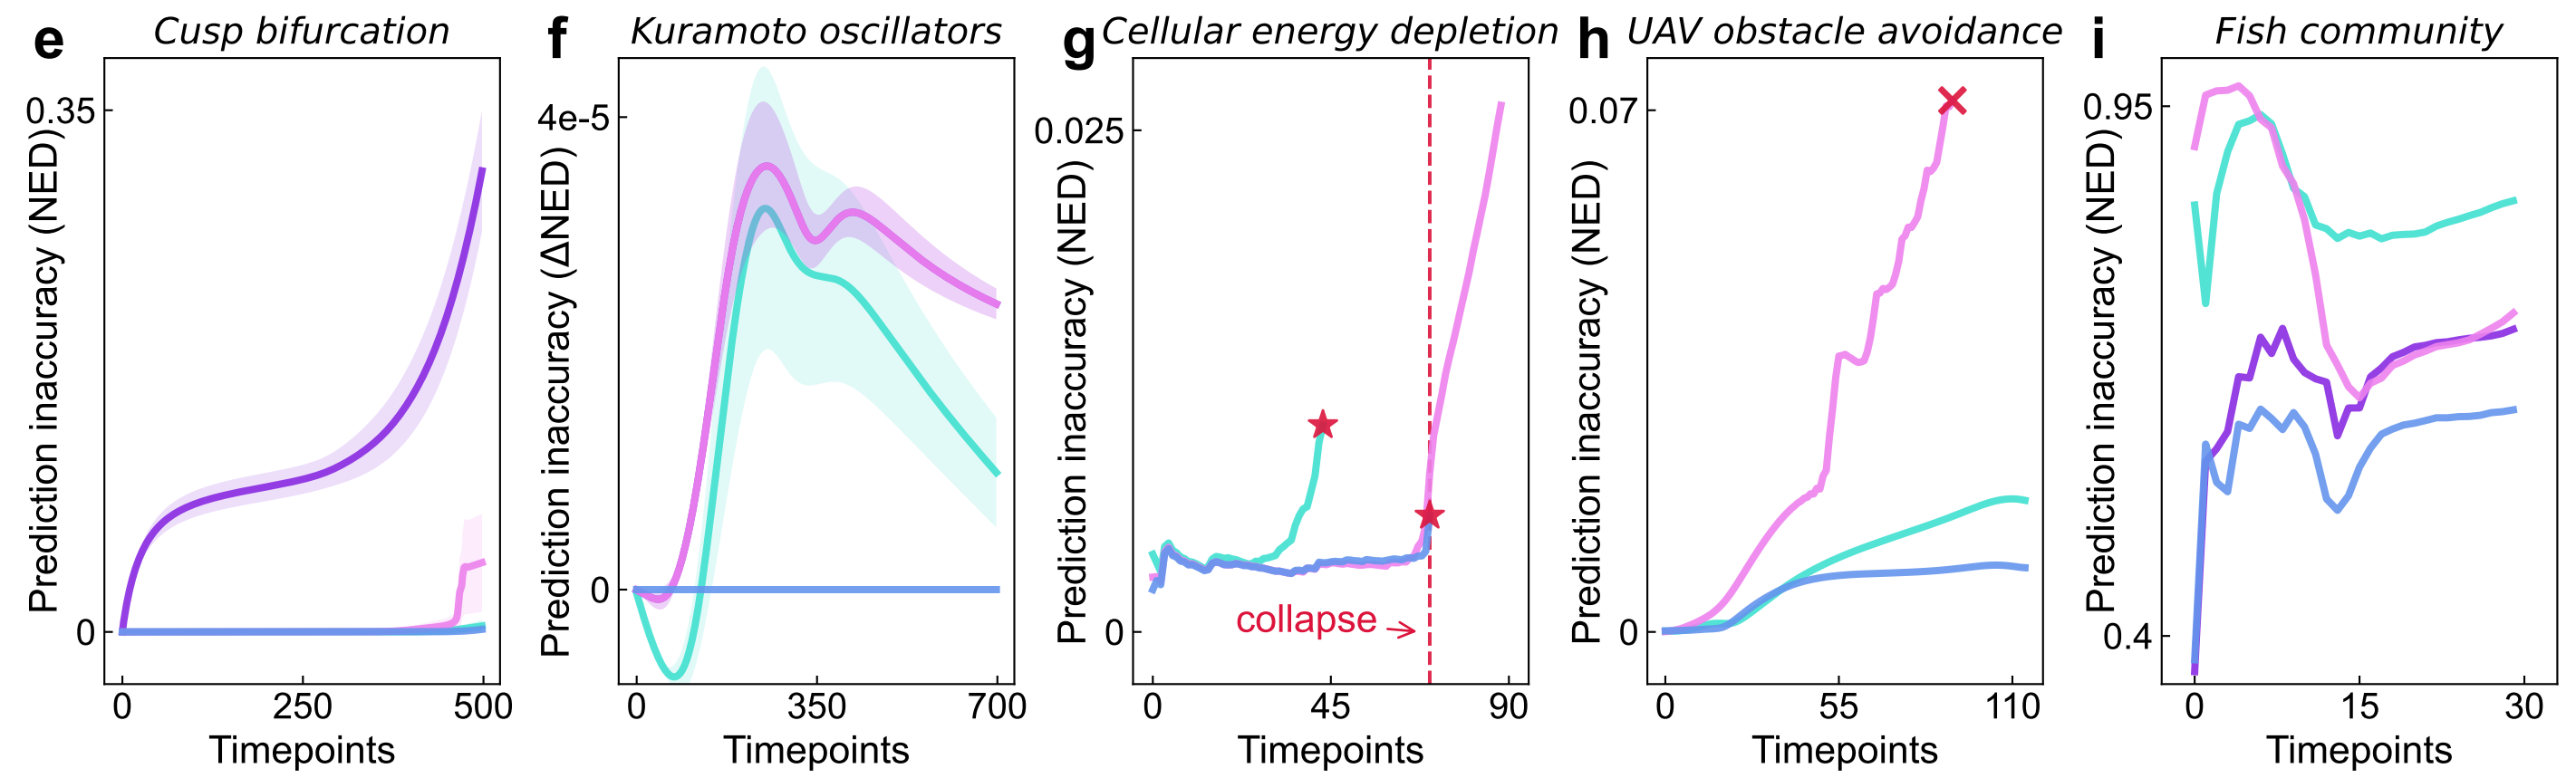 e Cusp bifurcation
Prediction inaccuracy (NED)
0.35
0
0 250 500
Timepoints
f Kuramoto oscillators
Prediction inaccuracy (ΔNED)
4e-5
0
0 350 700
Timepoints
g Cellular energy depletion
Prediction inaccuracy (NED)
0.025
0
collapse
0 45 90
Timepoints
h UAV obstacle avoidance
Prediction inaccuracy (NED)
0.07
0
0 55 110
Timepoints
i Fish community
Prediction inaccuracy (NED)
0.95
0.4
0 15 30
Timepoints